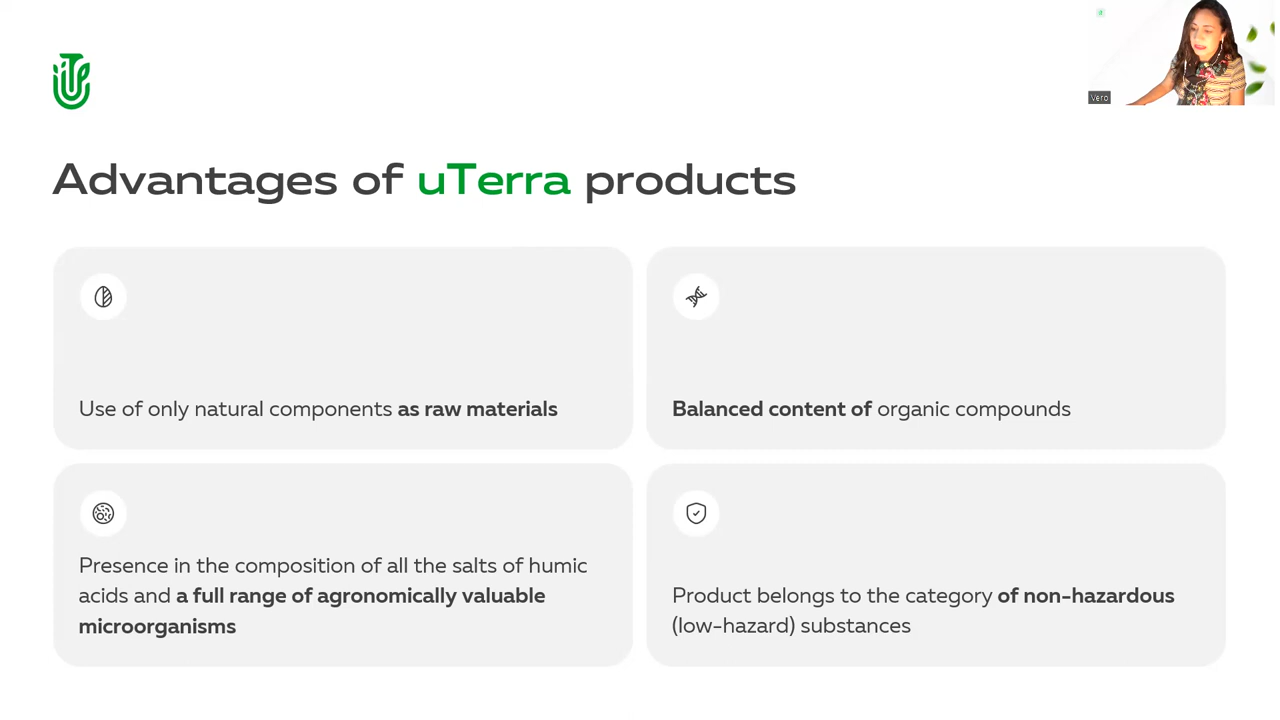 Vero
Advantages of uTerra products
Use of only natural components as raw materials
Balanced content of organic compounds
Presence in the composition of all the salts of humic
acids and a full range of agronomically valuable
microorganisms
Product belongs to the category of non-hazardous
(low-hazard) substances